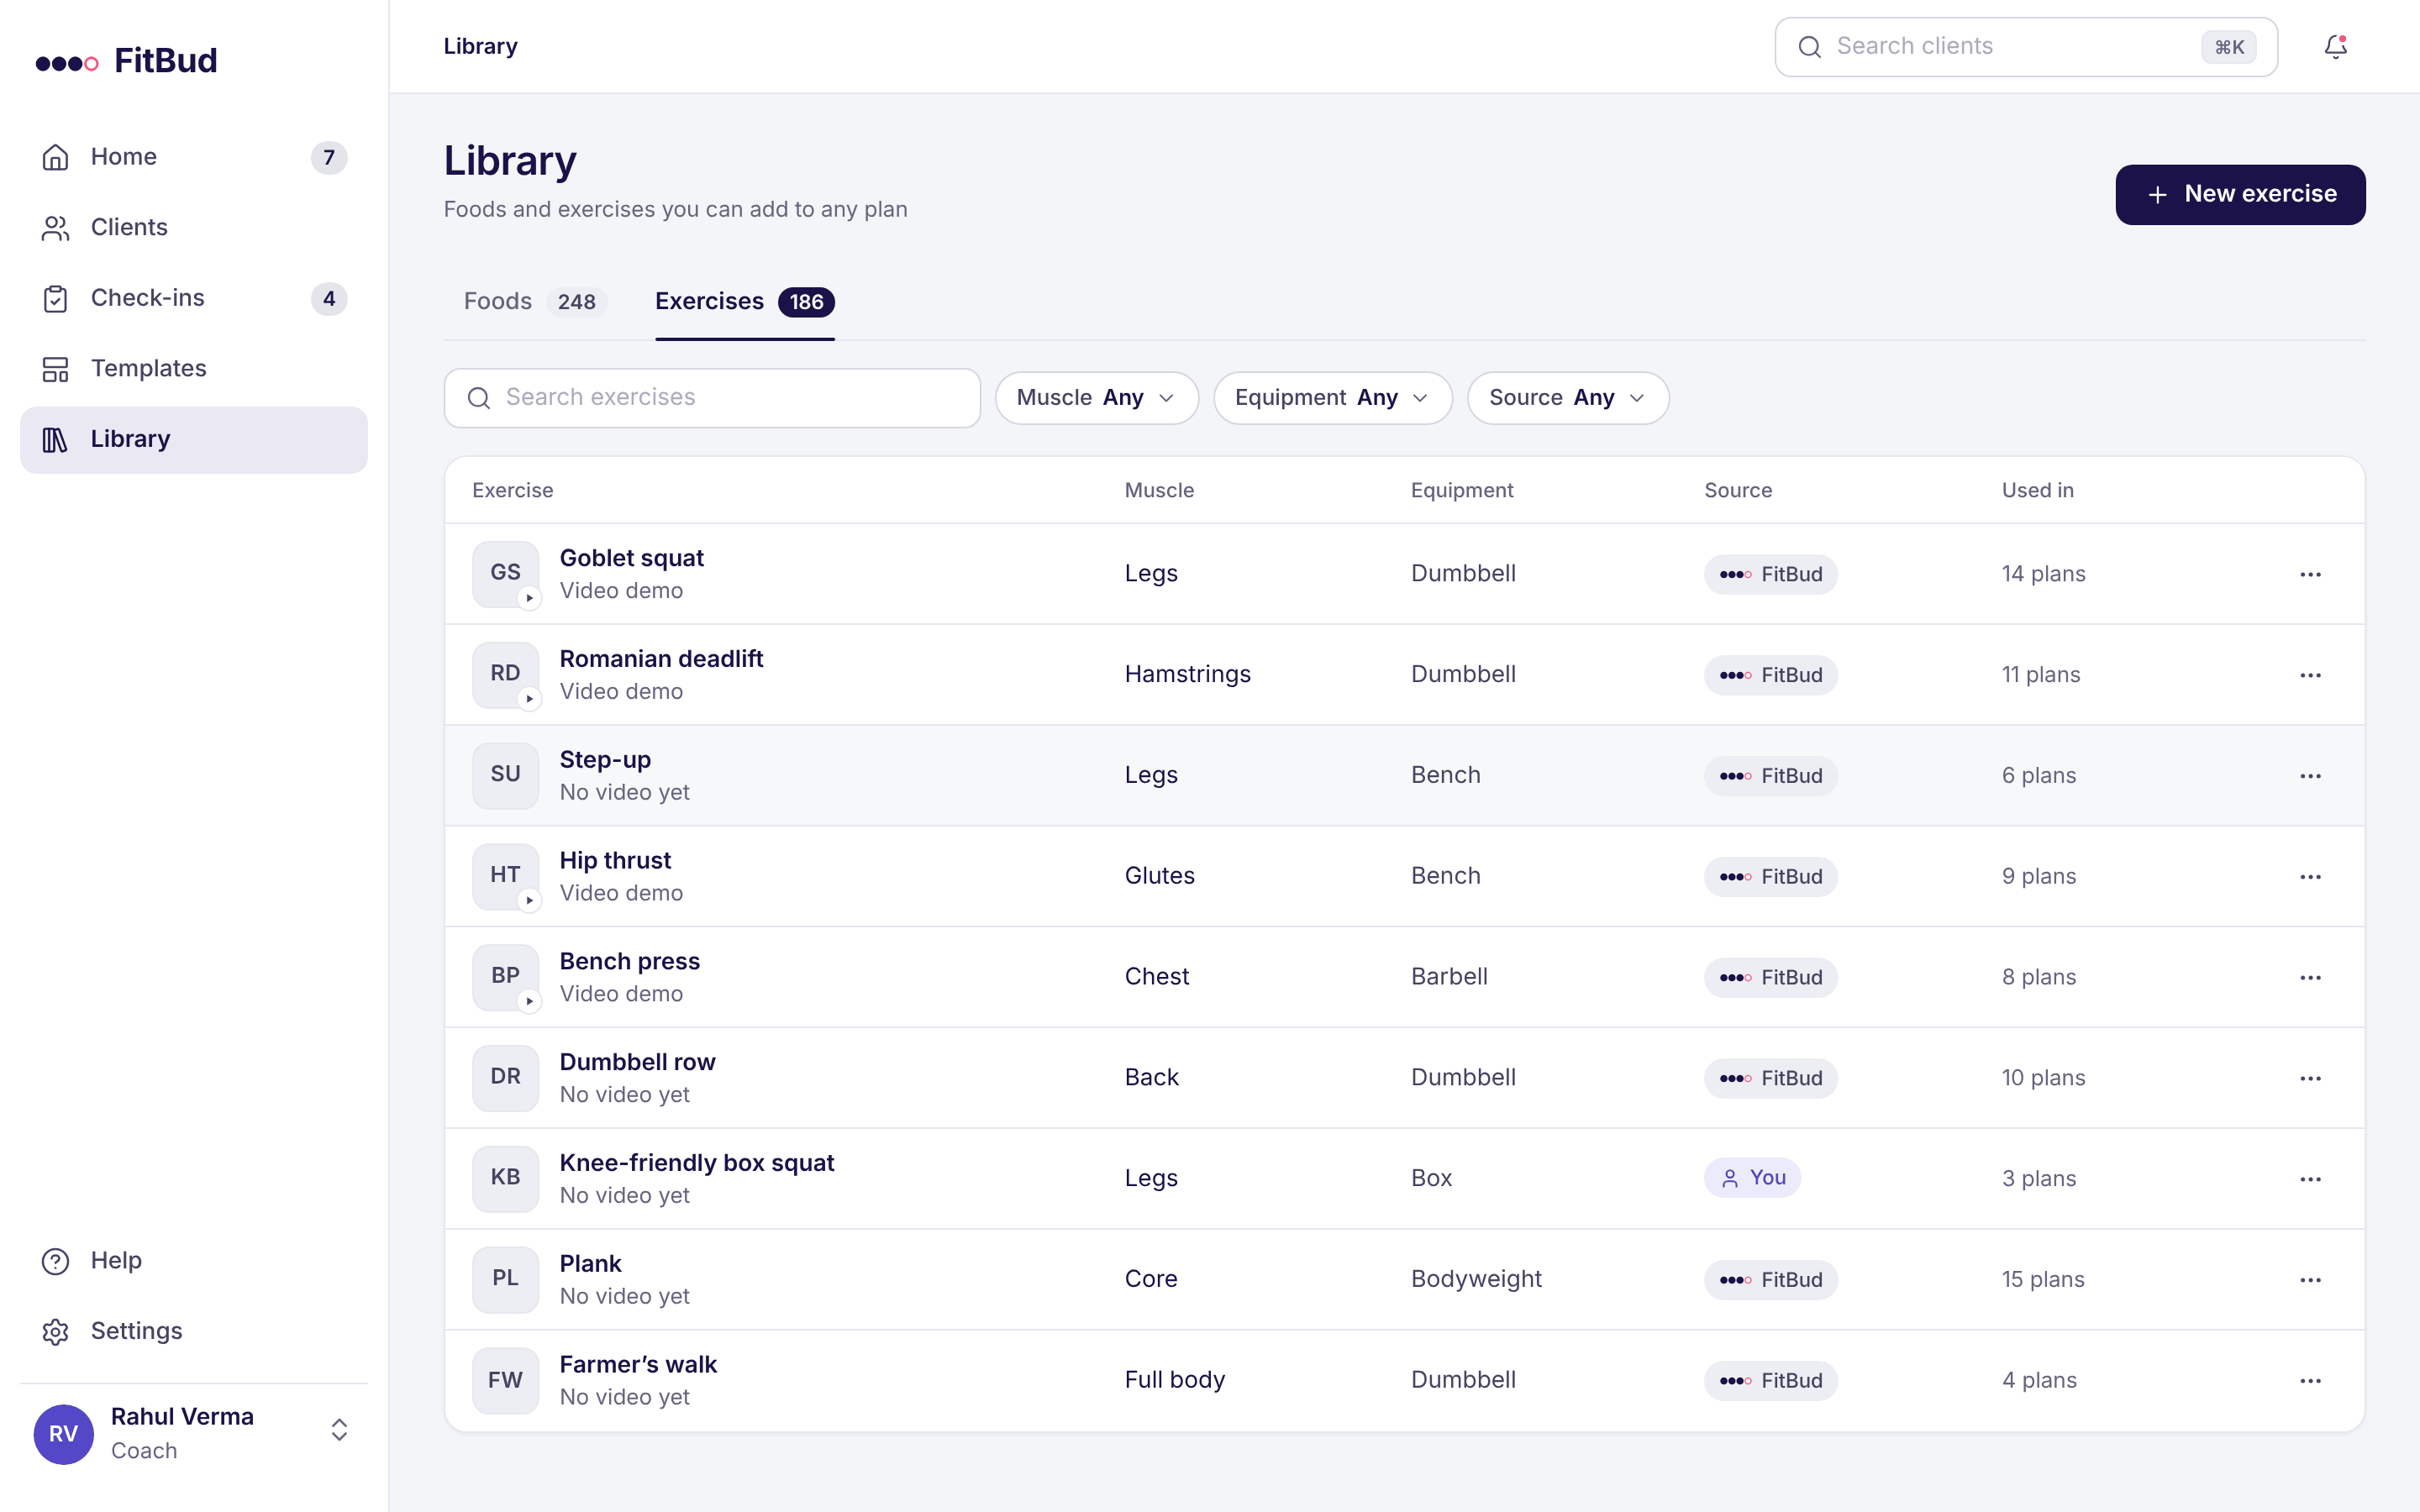 FitBud
Home 7
Clients
Check-ins 4
Templates
Library
Help
Settings
RV Rahul Verma
Coach
Library
Search clients ⌘K
Library
Foods and exercises you can add to any plan
New exercise
Foods 248 Exercises 186
Search exercises Muscle Any Equipment Any Source Any
Exercise Muscle Equipment Source Used in
GS Goblet squat Legs Dumbbell FitBud 14 plans
Video demo
RD Romanian deadlift Hamstrings Dumbbell FitBud 11 plans
Video demo
SU Step-up Legs Bench FitBud 6 plans
No video yet
HT Hip thrust Glutes Bench FitBud 9 plans
Video demo
BP Bench press Chest Barbell FitBud 8 plans
Video demo
DR Dumbbell row Back Dumbbell FitBud 10 plans
No video yet
KB Knee-friendly box squat Legs Box You 3 plans
No video yet
PL Plank Core Bodyweight FitBud 15 plans
No video yet
FW Farmer’s walk Full body Dumbbell FitBud 4 plans
No video yet